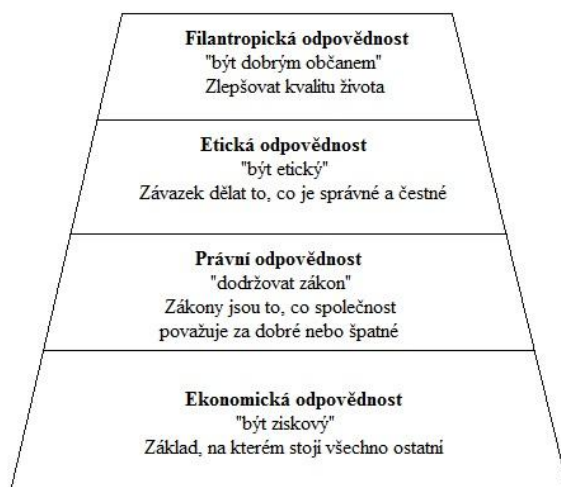 Filantropická odpovědnost
"být dobrým občanem"
Zlepšovat kvalitu života
Etická odpovědnost
"být etický"
Závazek dělat to, co je správné a čestné
Právní odpovědnost
"dodržovat zákon"
Zákony jsou to, co společnost
považuje za dobré nebo špatné
Ekonomická odpovědnost
"být ziskový"
Základ, na kterém stojí všechno ostatní